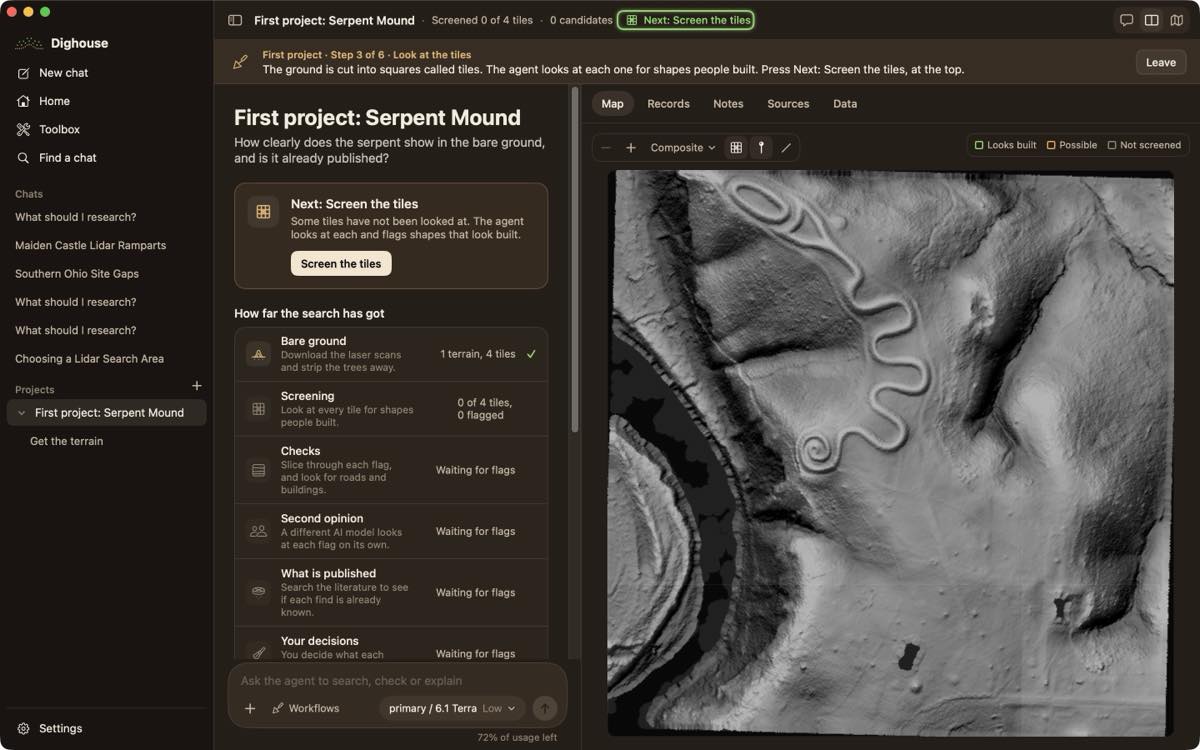 Dighouse
New chat
Home
Toolbox
Find a chat
Chats
What should I research?
Maiden Castle Lidar Ramparts
Southern Ohio Site Gaps
What should I research?
What should I research?
Choosing a Lidar Search Area
Projects
First project: Serpent Mound
Get the terrain
Settings
First project: Serpent Mound · Screened 0 of 4 tiles · 0 candidates
Next: Screen the tiles
First project · Step 3 of 6 · Look at the tiles
The ground is cut into squares called tiles. The agent looks at each one for shapes people built. Press Next: Screen the tiles, at the top.
Leave
First project: Serpent Mound
How clearly does the serpent show in the bare ground,
and is it already published?
Next: Screen the tiles
Some tiles have not been looked at. The agent
looks at each and flags shapes that look built.
Screen the tiles
How far the search has got
Bare ground
Download the laser scans
and strip the trees away.
1 terrain, 4 tiles
Screening
Look at every tile for shapes
people built.
0 of 4 tiles,
0 flagged
Checks
Slice through each flag,
and look for roads and
buildings.
Waiting for flags
Second opinion
A different AI model looks
at each flag on its own.
Waiting for flags
What is published
Search the literature to see
if each find is already
known.
Waiting for flags
Your decisions
You decide what each
Waiting for flags
Ask the agent to search, check or explain
Workflows
primary / 6.1 Terra Low
72% of usage left
Map
Records
Notes
Sources
Data
Composite
Looks built
Possible
Not screened